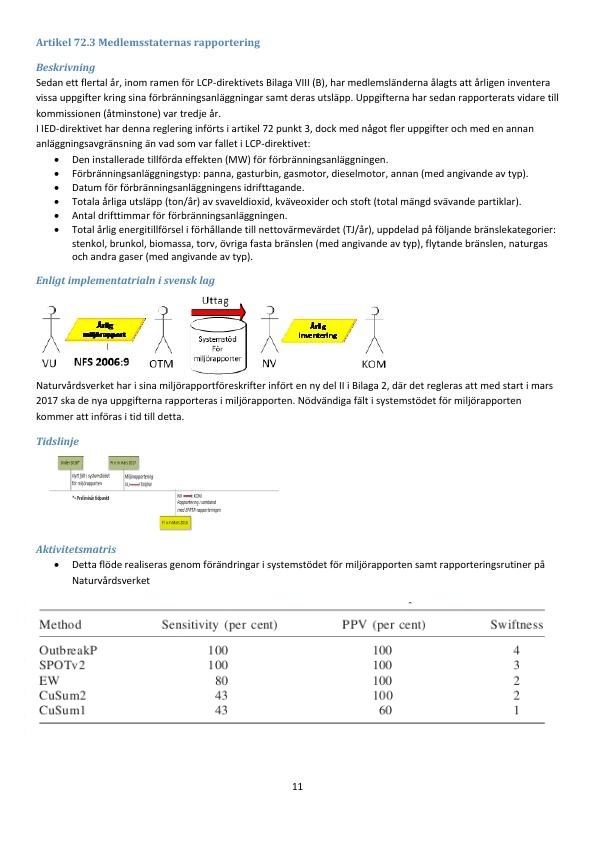 Artikel 72.3 Medlemsstaternas rapportering
Beskrivning
Sedan ett flertal år, inom ramen för LCP-direktivets Bilaga VIII (B), har medlemsländerna ålagts att årligen inventera
vissa uppgifter kring sina förbränningsanläggningar samt deras utsläpp. Uppgifterna har sedan rapporterats vidare till
kommissionen (åtminstone) var tredje år.
I IED-direktivet har denna reglering införts i artikel 72 punkt 3, dock med något fler uppgifter och med en annan
anläggningsavgränsning än vad som var fallet i LCP-direktivet:
• Den installerade tillförda effekten (MW) för förbränningsanläggningen.
• Förbränningsanläggningstyp: panna, gasturbin, gasmotor, dieselmotor, annan (med angivande av typ).
• Datum för förbränningsanläggningens idrifttagande.
• Totala årliga utsläpp (ton/år) av svaveldioxid, kväveoxider och stoft (total mängd svävande partiklar).
• Antal drifttimmar för förbränningsanläggningen.
• Total årlig energitillförsel i förhållande till nettovärmevärdet (TJ/år), uppdelad på följande bränslekategorier:
stenkol, brunkol, biomassa, torv, övriga fasta bränslen (med angivande av typ), flytande bränslen, naturgas
och andra gaser (med angivande av typ).
Enligt implementatrialn i svensk lag
Uttag
Årlig
miljörapport
Årlig
inventering
Systemstöd
För
miljörapporter
VU NFS 2006:9 OTM NV KOM
Naturvårdsverket har i sina miljörapportföreskrifter infört en ny del II i Bilaga 2, där det regleras att med start i mars
2017 ska de nya uppgifterna rapporteras i miljörapporten. Nödvändiga fält i systemstödet för miljörapporten
kommer att införas i tid till detta.
Tidslinje
Nytt fält i systemstödet
för miljörapporten
Miljörapportering
*= Preliminär tidpunkt
NV KOM
Rapportering i samband
Aktivitetsmatris
• Detta flöde realiseras genom förändringar i systemstödet för miljörapporten samt rapporteringsrutiner på
Naturvårdsverket
Method Sensitivity (per cent) PPV (per cent) Swiftness
OutbreakP 100 100 4
SPOTv2 100 100 3
EW 80 100 2
CuSum2 43 100 2
CuSum1 43 60 1
11